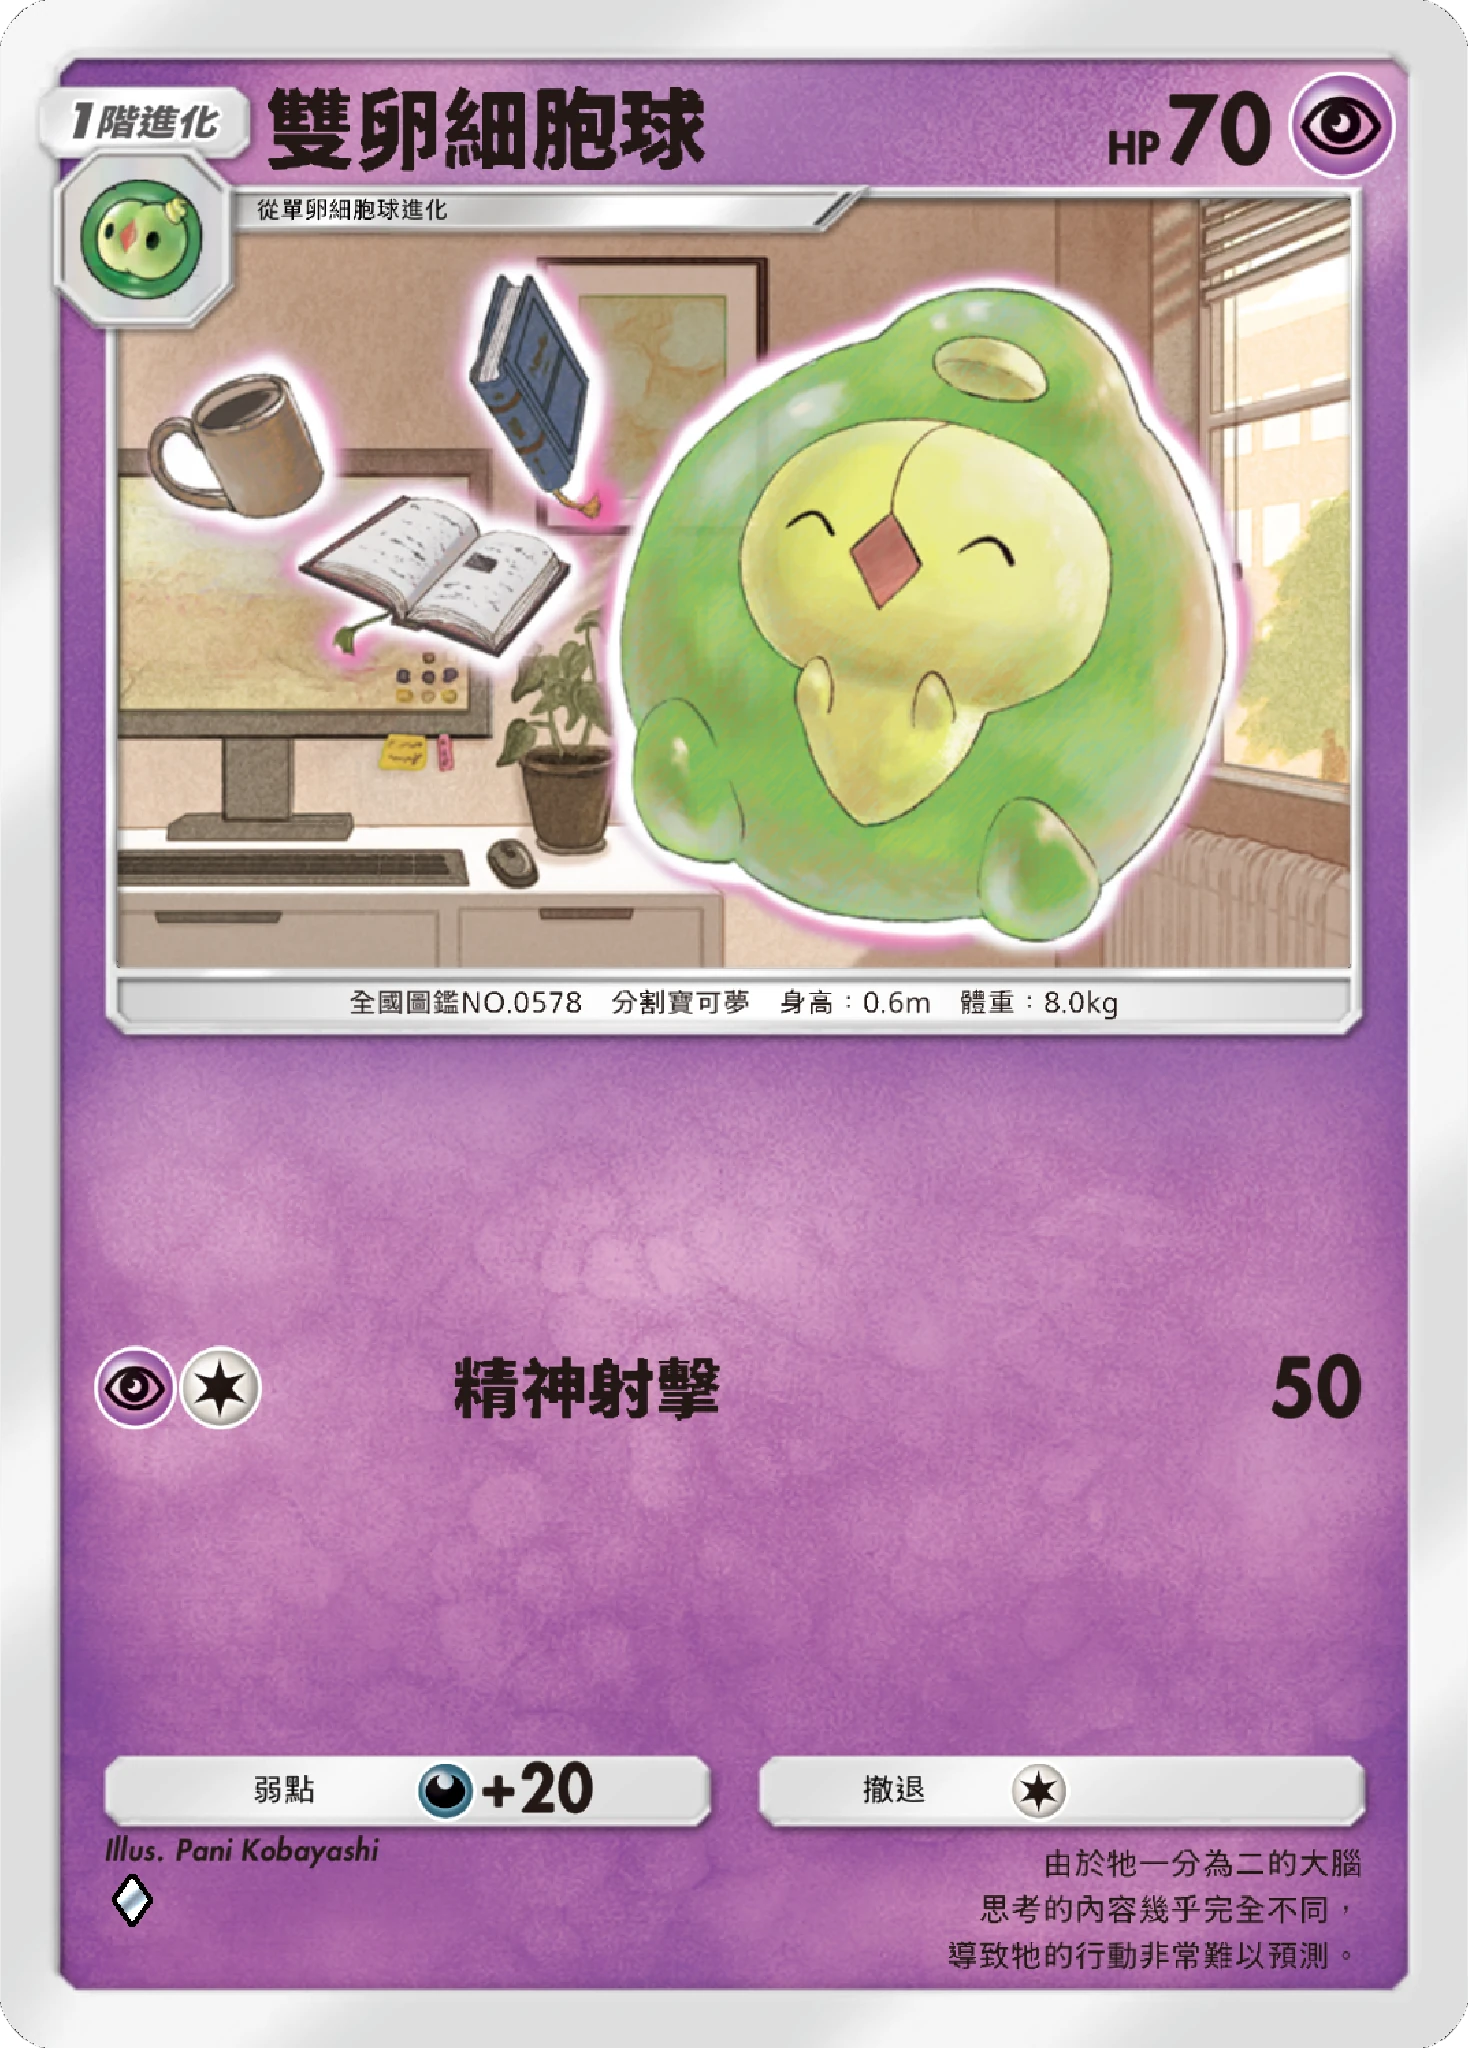 1階進化
雙卵細胞球
HP70
從單卵細胞球進化
全國圖鑑NO.0578 分割寶可夢 身高：0.6m 體重：8.0kg
精神射擊 50
弱點 +20
撤退
Illus. Pani Kobayashi
由於牠一分為二的大腦
思考的內容幾乎完全不同，
導致牠的行動非常難以預測。